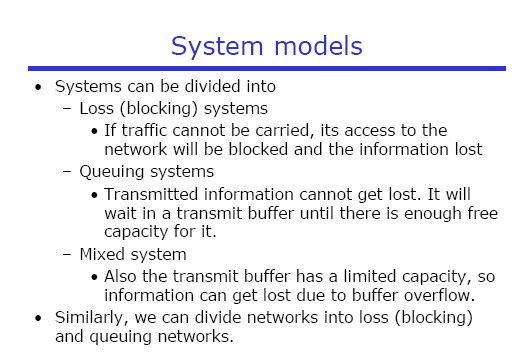 System models
• Systems can be divided into
– Loss (blocking) systems
• If traffic cannot be carried, its access to the
network will be blocked and the information lost
– Queuing systems
• Transmitted information cannot get lost. It will
wait in a transmit buffer until there is enough free
capacity for it.
– Mixed system
• Also the transmit buffer has a limited capacity, so
information can get lost due to buffer overflow.
• Similarly, we can divide networks into loss (blocking)
and queuing networks.